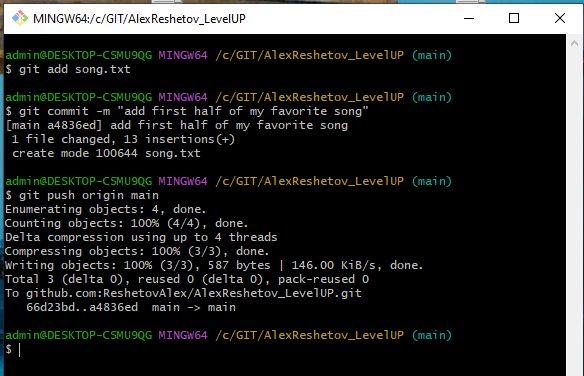 MINGW64:/c/GIT/AlexReshetov_LevelUP
admin@DESKTOP-CSMU9QG MINGW64 /c/GIT/AlexReshetov_LevelUP (main)
$ git add song.txt
admin@DESKTOP-CSMU9QG MINGW64 /c/GIT/AlexReshetov_LevelUP (main)
$ git commit -m "add first half of my favorite song"
[main a4836ed] add first half of my favorite song
 1 file changed, 13 insertions(+)
 create mode 100644 song.txt
admin@DESKTOP-CSMU9QG MINGW64 /c/GIT/AlexReshetov_LevelUP (main)
$ git push origin main
Enumerating objects: 4, done.
Counting objects: 100% (4/4), done.
Delta compression using up to 4 threads
Compressing objects: 100% (3/3), done.
Writing objects: 100% (3/3), 587 bytes | 146.00 KiB/s, done.
Total 3 (delta 0), reused 0 (delta 0), pack-reused 0
To github.com:ReshetovAlex/AlexReshetov_LevelUP.git
   66d23bd..a4836ed  main -> main
admin@DESKTOP-CSMU9QG MINGW64 /c/GIT/AlexReshetov_LevelUP (main)
$